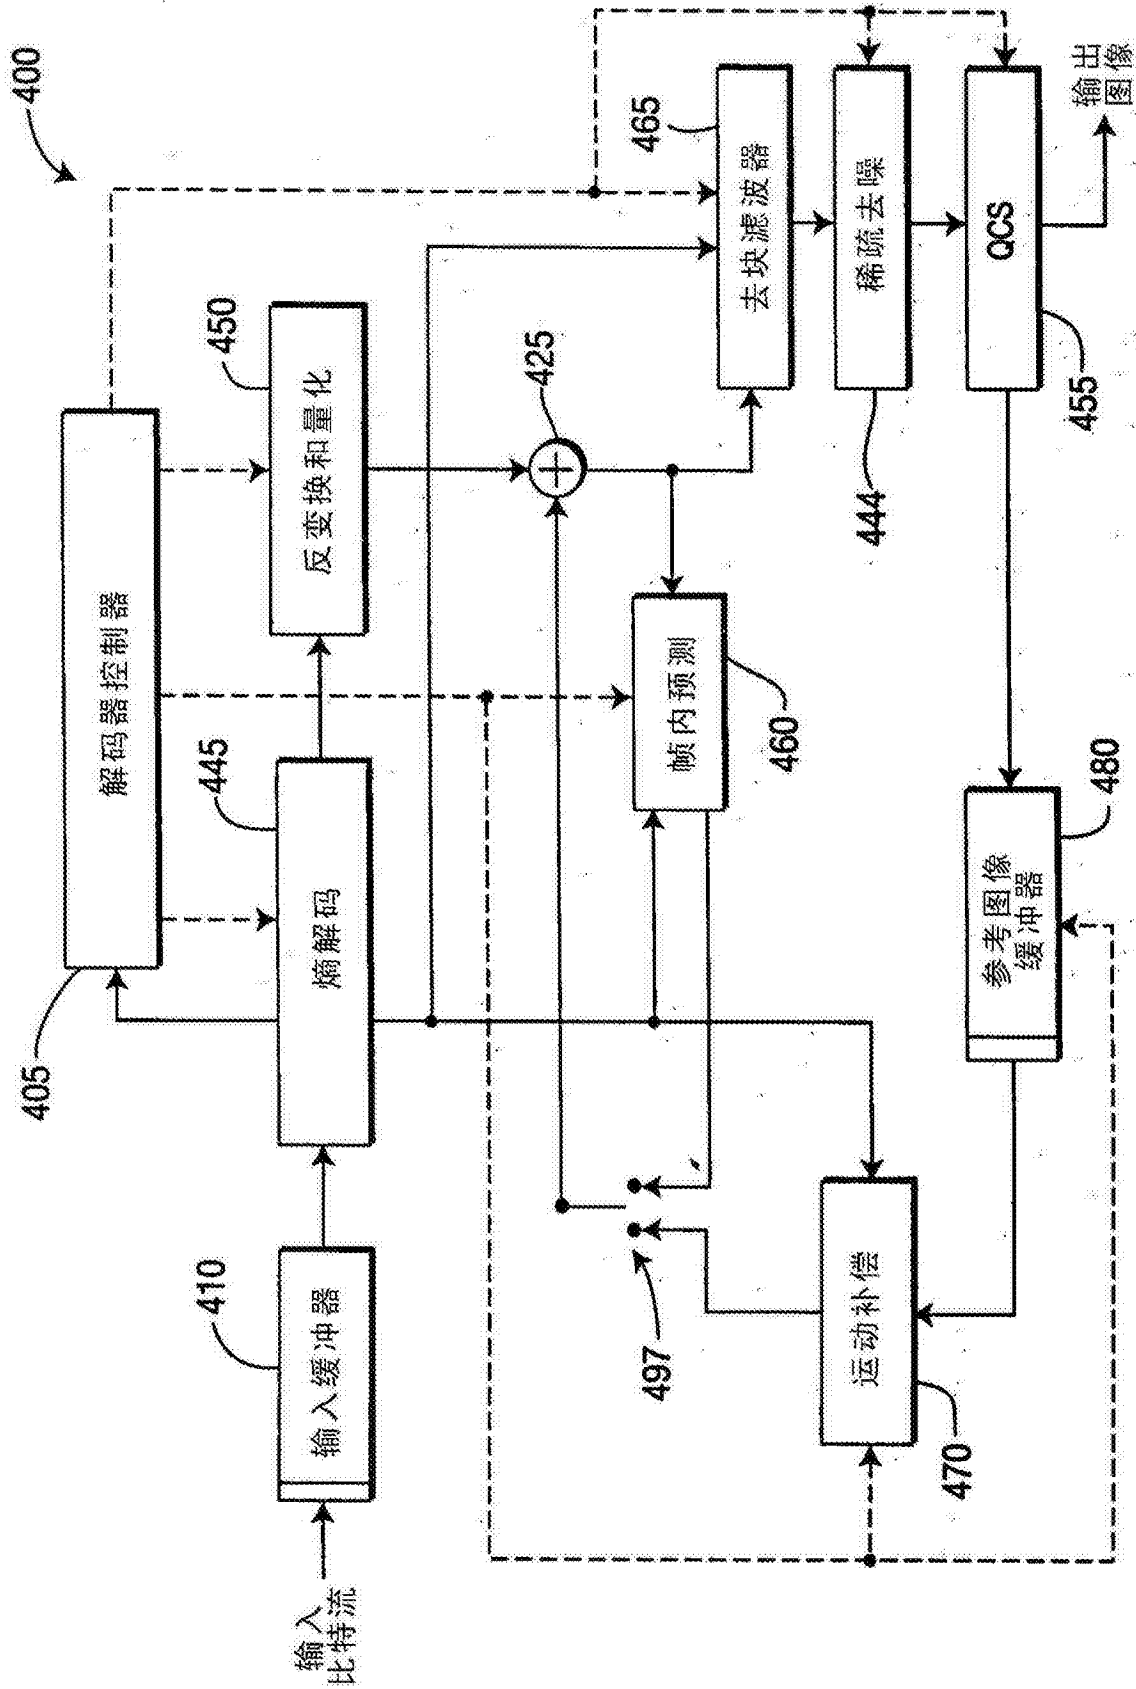 400
405
解码器控制器
输入
比特流
410
输入缓冲器
445
熵解码
450
反变换和量化
425
497
460
帧内预测
465
去块滤波器
470
运动补偿
444
稀疏去噪
480
参考图像
缓冲器
455
QCS
输出
图像